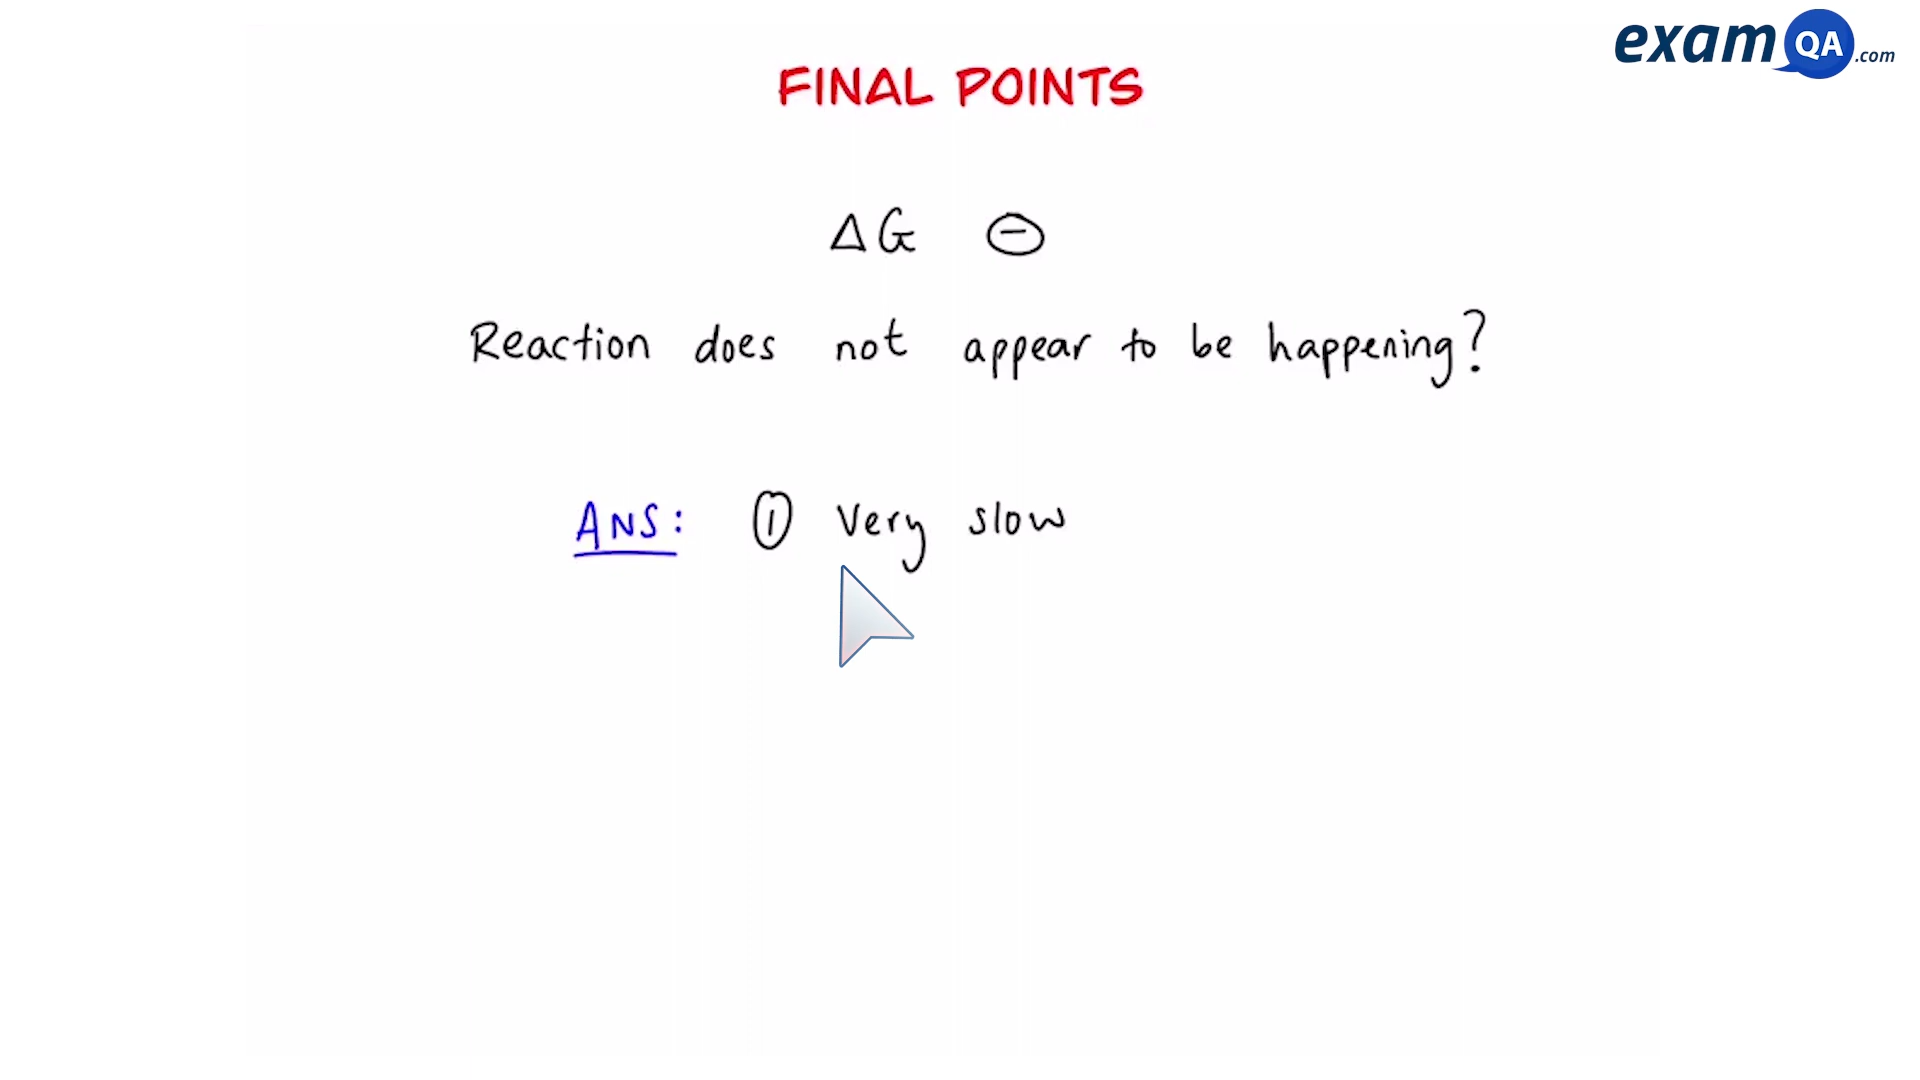 examQA.com
FINAL POINTS
ΔG ⊖
Reaction does not appear to be happening?
ANS: ① Very slow